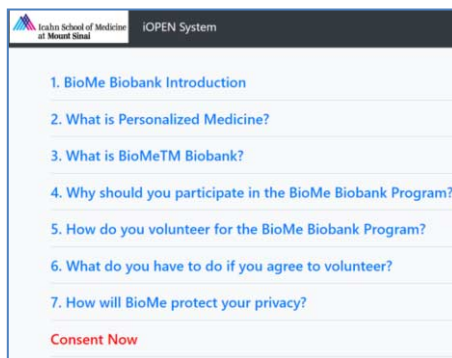 Icahn School of Medicine
at Mount Sinai
iOPEN System
1. BioMe Biobank Introduction
2. What is Personalized Medicine?
3. What is BioMeTM Biobank?
4. Why should you participate in the BioMe Biobank Program?
5. How do you volunteer for the BioMe Biobank Program?
6. What do you have to do if you agree to volunteer?
7. How will BioMe protect your privacy?
Consent Now